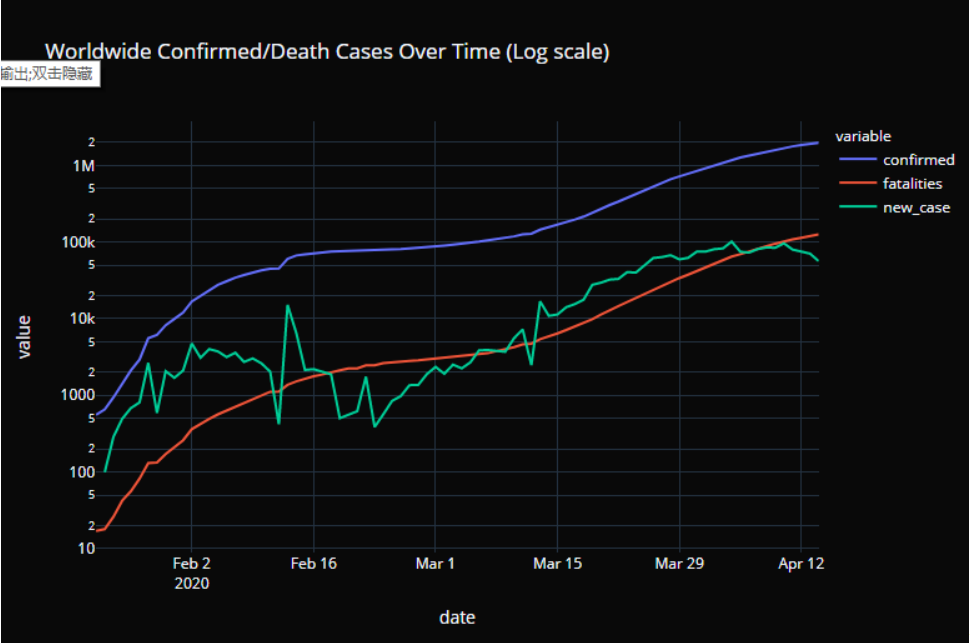 Worldwide Confirmed/Death Cases Over Time (Log scale)
输出;双击隐藏
variable
confirmed
fatalities
new_case
2
1M
5
2
100k
5
2
10k
5
2
1000
5
2
100
5
2
10
value
Feb 2
2020
Feb 16
Mar 1
Mar 15
Mar 29
Apr 12
date